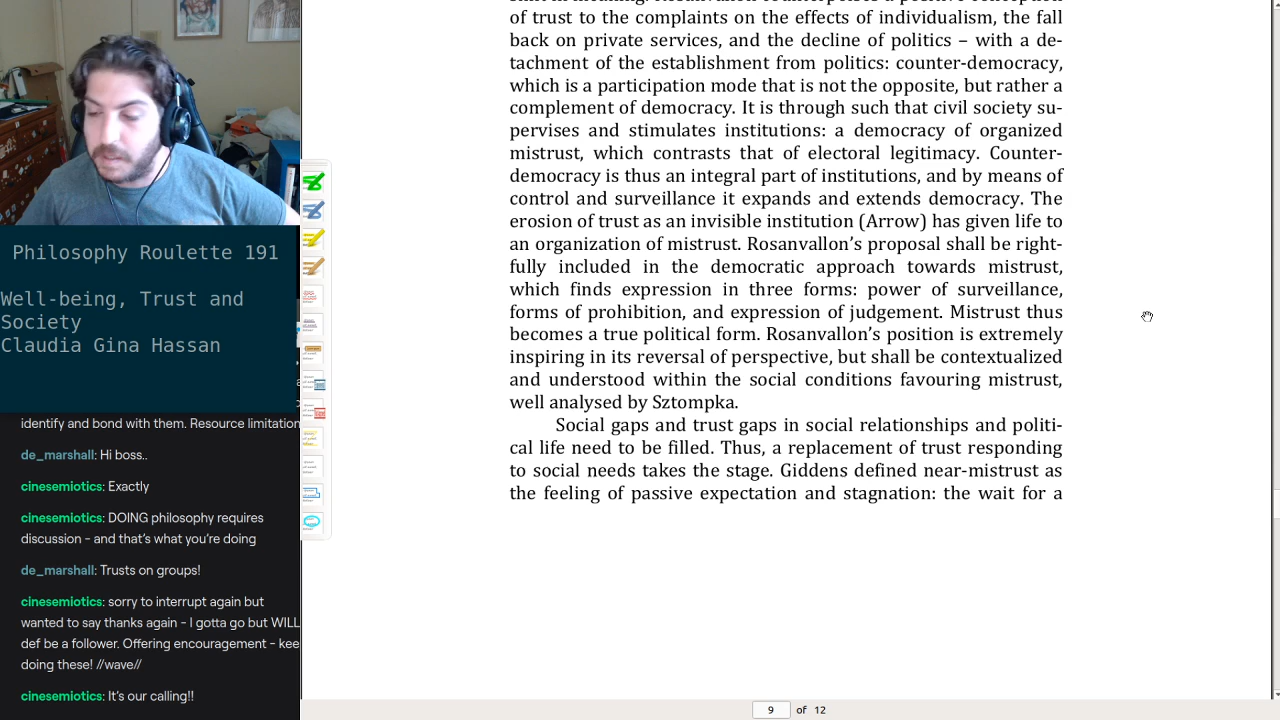 of trust to the complaints on the effects of individualism, the fall
back on private services, and the decline of politics – with a de-
tachment of the establishment from politics: counter-democracy,
which is a participation mode that is not the opposite, but rather a
complement of democracy. It is through such that civil society su-
pervises and stimulates institutions: a democracy of organized
mistrust, which contrasts that of electoral legitimacy. Counter-
democracy is thus an integral part of institutions, and by means of
control and surveillance it expands and extends democracy. The
erosion of trust as an invisible institution (Arrow) has given life to
an organization of mistrust. Rosanvallon's proposal shall be right-
fully included in the democratic approach towards mistrust,
which finds expression in three forms: power of surveillance,
forms of prohibition, and expression of judgement. Mistrust thus
becomes a true virtue. Rosanvallon's position is extremely
inspiring in its reversal of perspective, but shall be contextualized
and understood within the social conditions favouring mistrust,
well analysed by Sztompka.
Social gaps and trust gaps in social relationships and politi-
cal life need to be filled. Thus, a repayment of trust responding
to social needs takes the stage. Giddens defines fear-mistrust as
the feeling of passive expectation and stagnation: the wait for a
9 of 12
Philosophy Roulette 191
Well-being, Trust and
Society
Claudia Gina Hassan
identify and bond with them. Resource limitation
de_marshall: Hi boss..
cinesemiotics: Exactly
cinesemiotics: DOING philosophy requires
discussion - and that's what you're doing
de_marshall: Trusts on groups!
cinesemiotics: sorry to interrupt again but
wanted to say thanks again - I gotta go but WILL
def be a follower. Offering encouragement - kee
doing these! //wave//
cinesemiotics: It's our calling!!